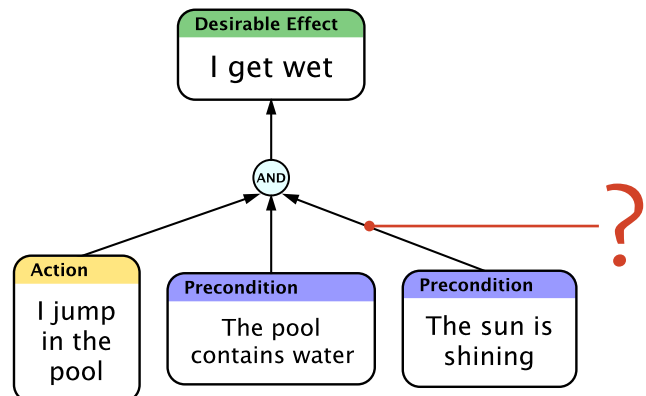 Desirable Effect
I get wet
AND
?
Action
I jump
in the
pool
Precondition
The pool
contains water
Precondition
The sun is
shining